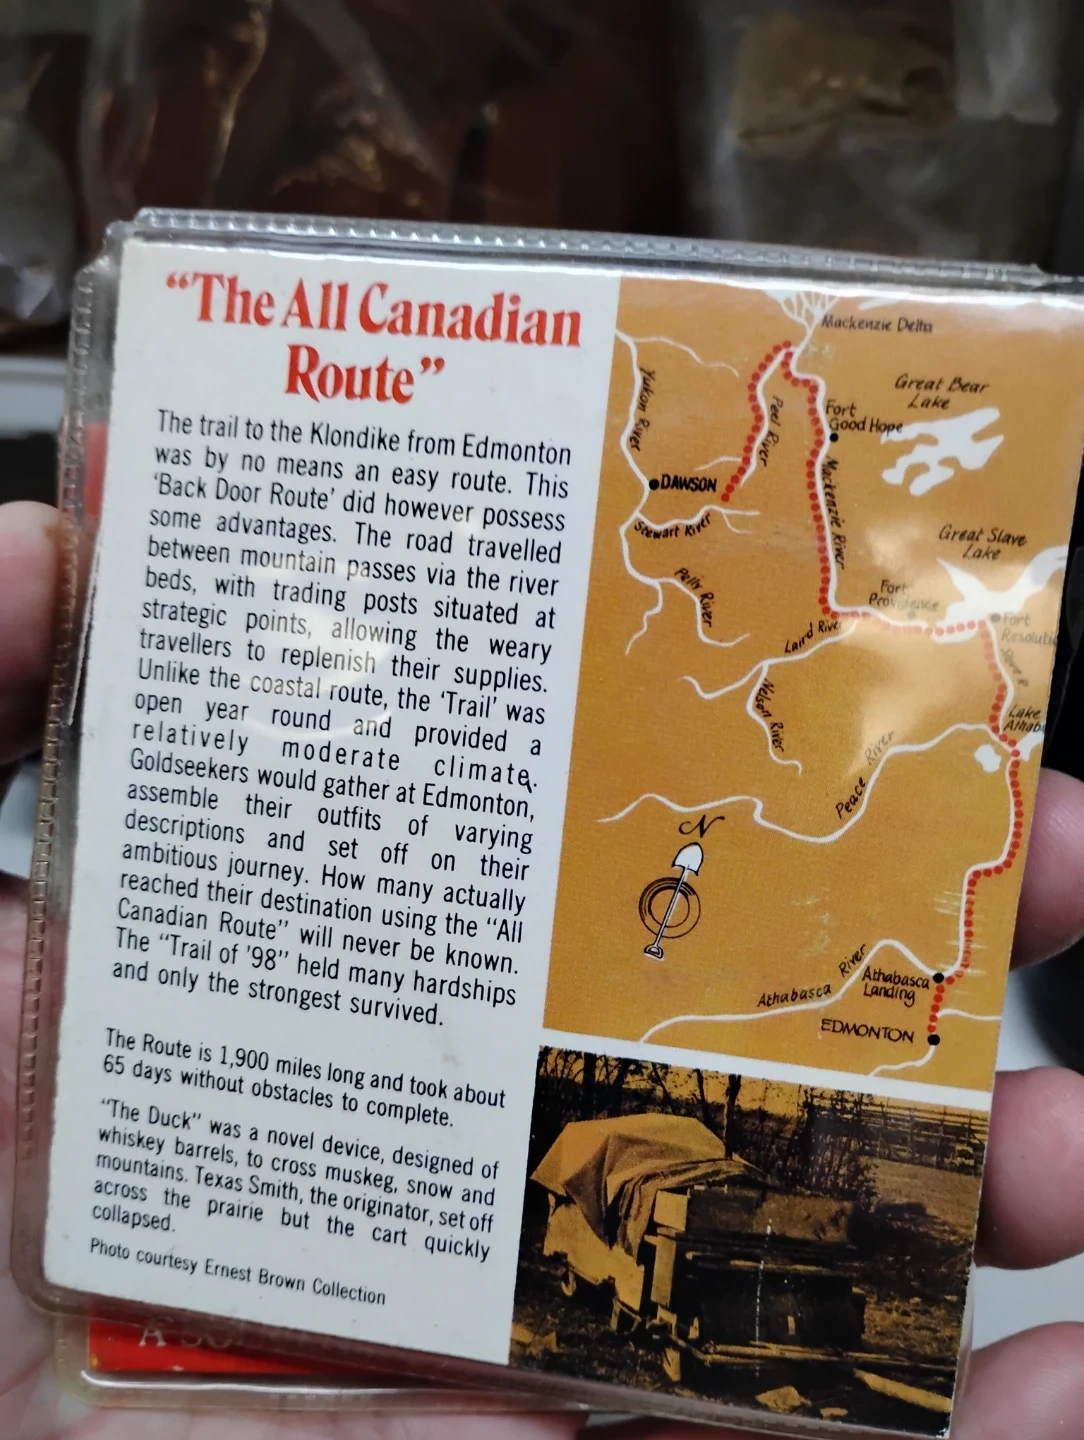 “The All Canadian
Route”
The trail to the Klondike from Edmonton
was by no means an easy route. This
‘Back Door Route’ did however possess
some advantages. The road travelled
between mountain passes via the river
beds, with trading posts situated at
strategic points, allowing the weary
travellers to replenish their supplies.
Unlike the coastal route, the ‘Trail’ was
open year round and provided a
relatively moderate climate.
Goldseekers would gather at Edmonton,
assemble their outfits of varying
descriptions and set off on their
ambitious journey. How many actually
reached their destination using the “All
Canadian Route” will never be known.
The “Trail of ’98” held many hardships
and only the strongest survived.
The Route is 1,900 miles long and took about
65 days without obstacles to complete.
“The Duck” was a novel device, designed of
whiskey barrels, to cross muskeg, snow and
mountains. Texas Smith, the originator, set off
across the prairie but the cart quickly
collapsed.
Photo courtesy Ernest Brown Collection
Mackenzie Delta
Great Bear
Lake
Yukon River
Peel River
Fort
Good Hope
DAWSON
Mackenzie River
Stewart River
Great Slave
Lake
Pelly River
Fort
Providence
Fort
Laird River
Nelson River
Lake
Peace River
N
Athabasca River
Athabasca
Landing
EDMONTON
A